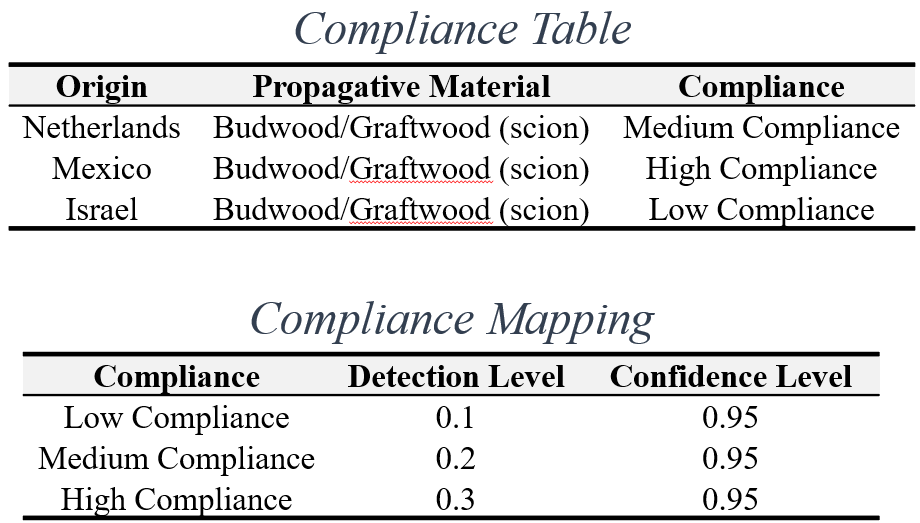 Compliance Table
Origin Propagative Material Compliance
Netherlands Budwood/Graftwood (scion) Medium Compliance
Mexico Budwood/Graftwood (scion) High Compliance
Israel Budwood/Graftwood (scion) Low Compliance
Compliance Mapping
Compliance Detection Level Confidence Level
Low Compliance 0.1 0.95
Medium Compliance 0.2 0.95
High Compliance 0.3 0.95